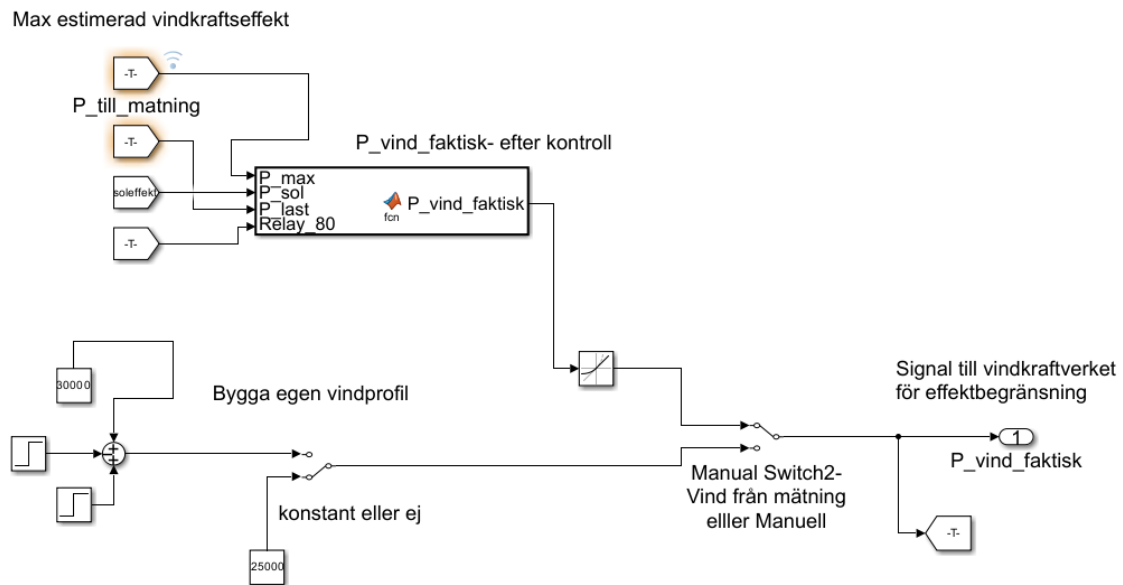 Max estimerad vindkraftseffekt
-T-
P_till_matning
-T-
P_vind_faktisk- efter kontroll
soleffekt
-T-
P_max
P_sol
P_last
Relay_80
fcn
P_vind_faktisk
30000
Bygga egen vindprofil
Signal till vindkraftverket
för effektbegränsning
1
P_vind_faktisk
Manual Switch2-
Vind från mätning
elller Manuell
konstant eller ej
-T-
25000